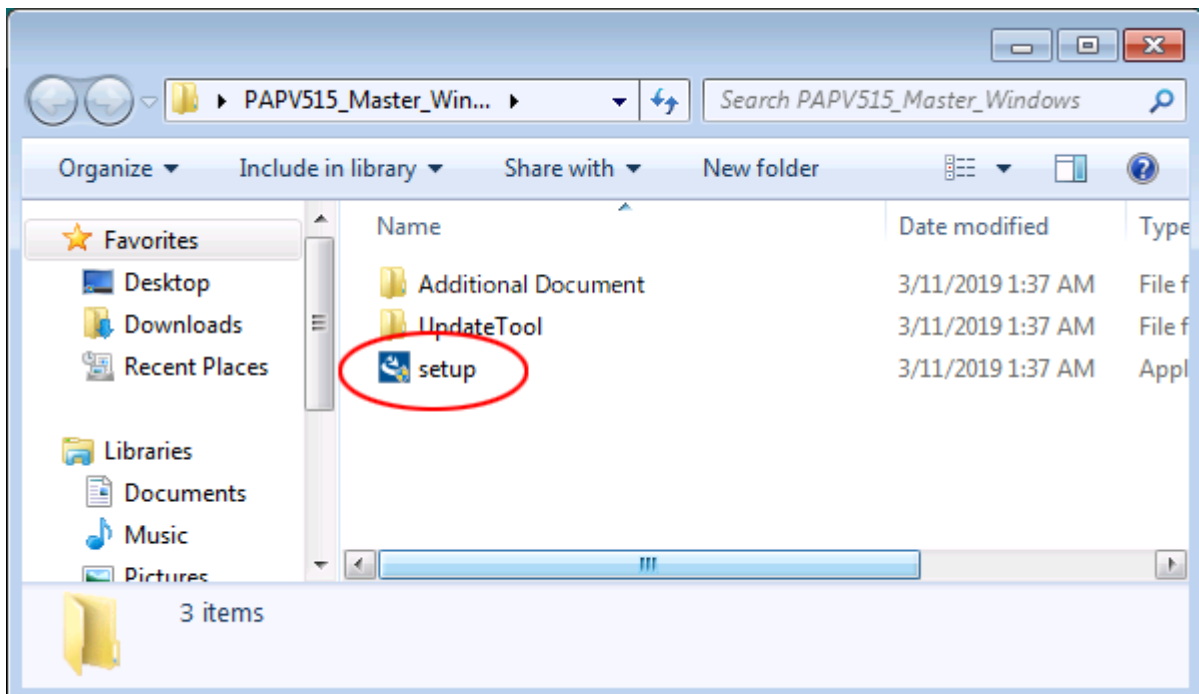 PAPV515_Master_Win...
Search PAPV515_Master_Windows
Organize Include in library Share with New folder
Name Date modified Type
Favorites
Desktop
Downloads
Recent Places
Libraries
Documents
Music
Pictures
Additional Document 3/11/2019 1:37 AM File f
UpdateTool 3/11/2019 1:37 AM File f
setup 3/11/2019 1:37 AM Appl
3 items